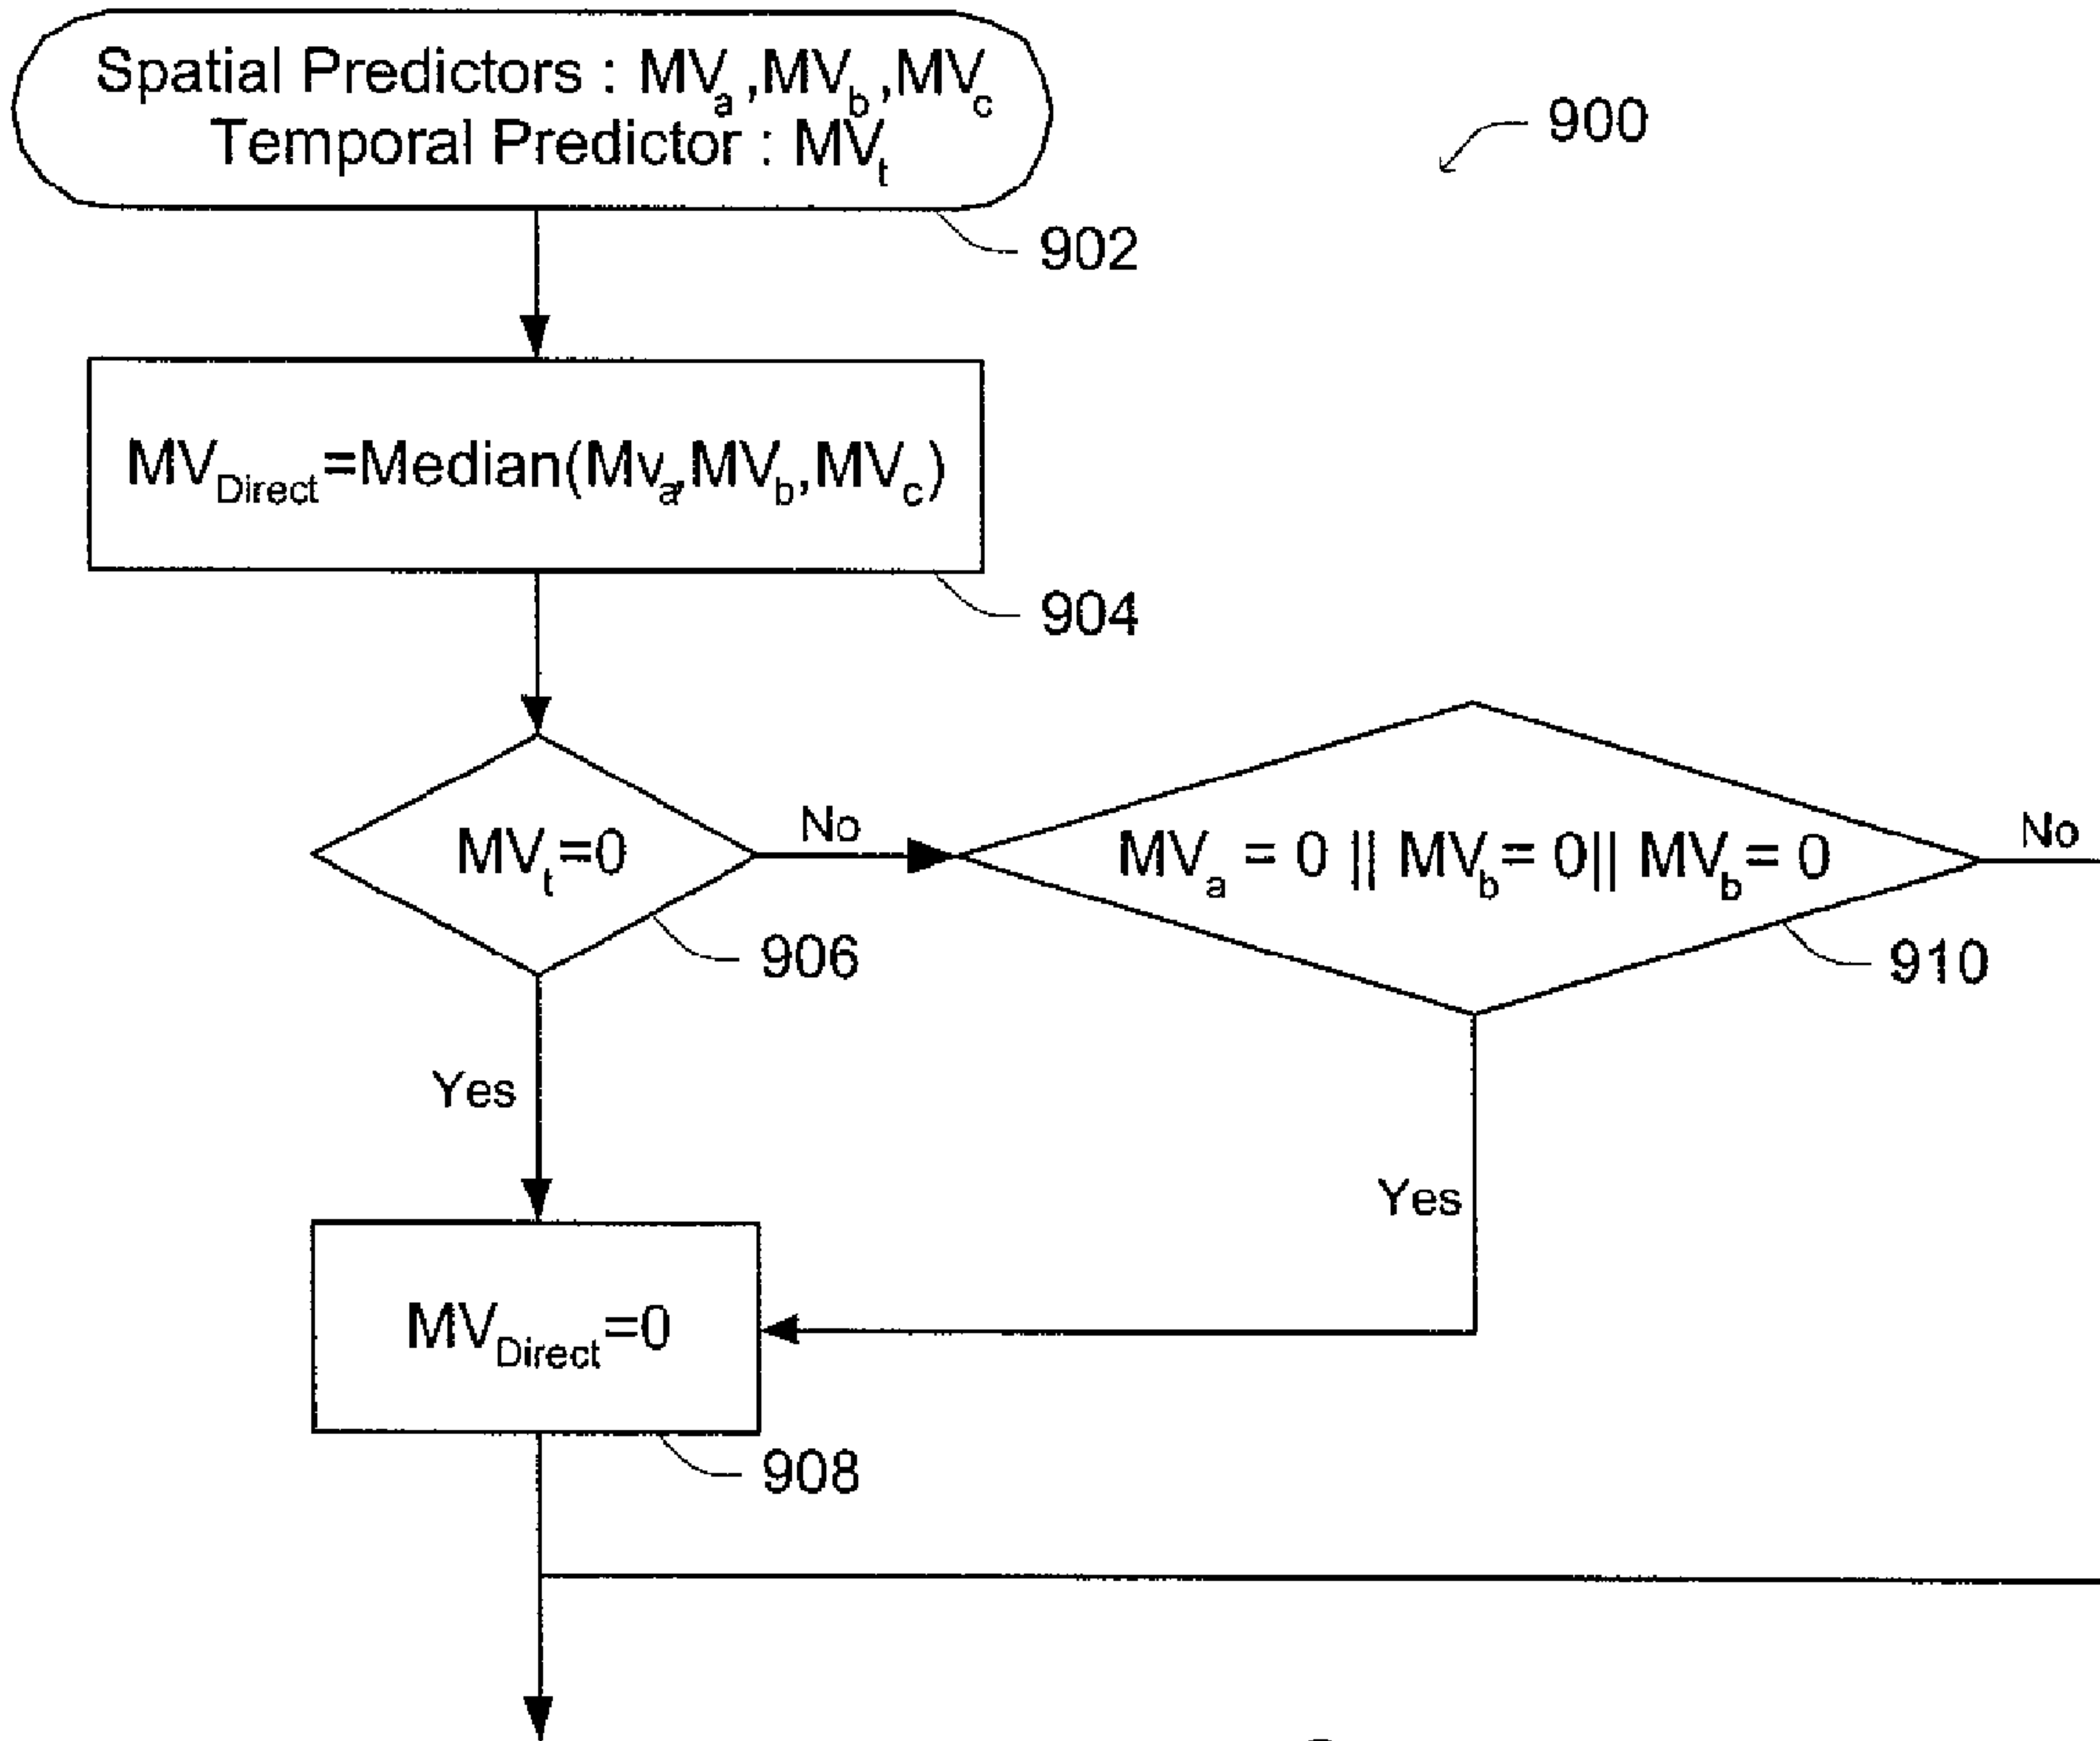 Spatial Predictors : MVa,MVb,MVc
Temporal Predictor : MVt
900
902
MVDirect=Median(Mva,MVb,MVc)
904
MVt=0
No
MVa = 0 || MVb= 0|| MVb= 0
No
906
910
Yes
Yes
MVDirect=0
908